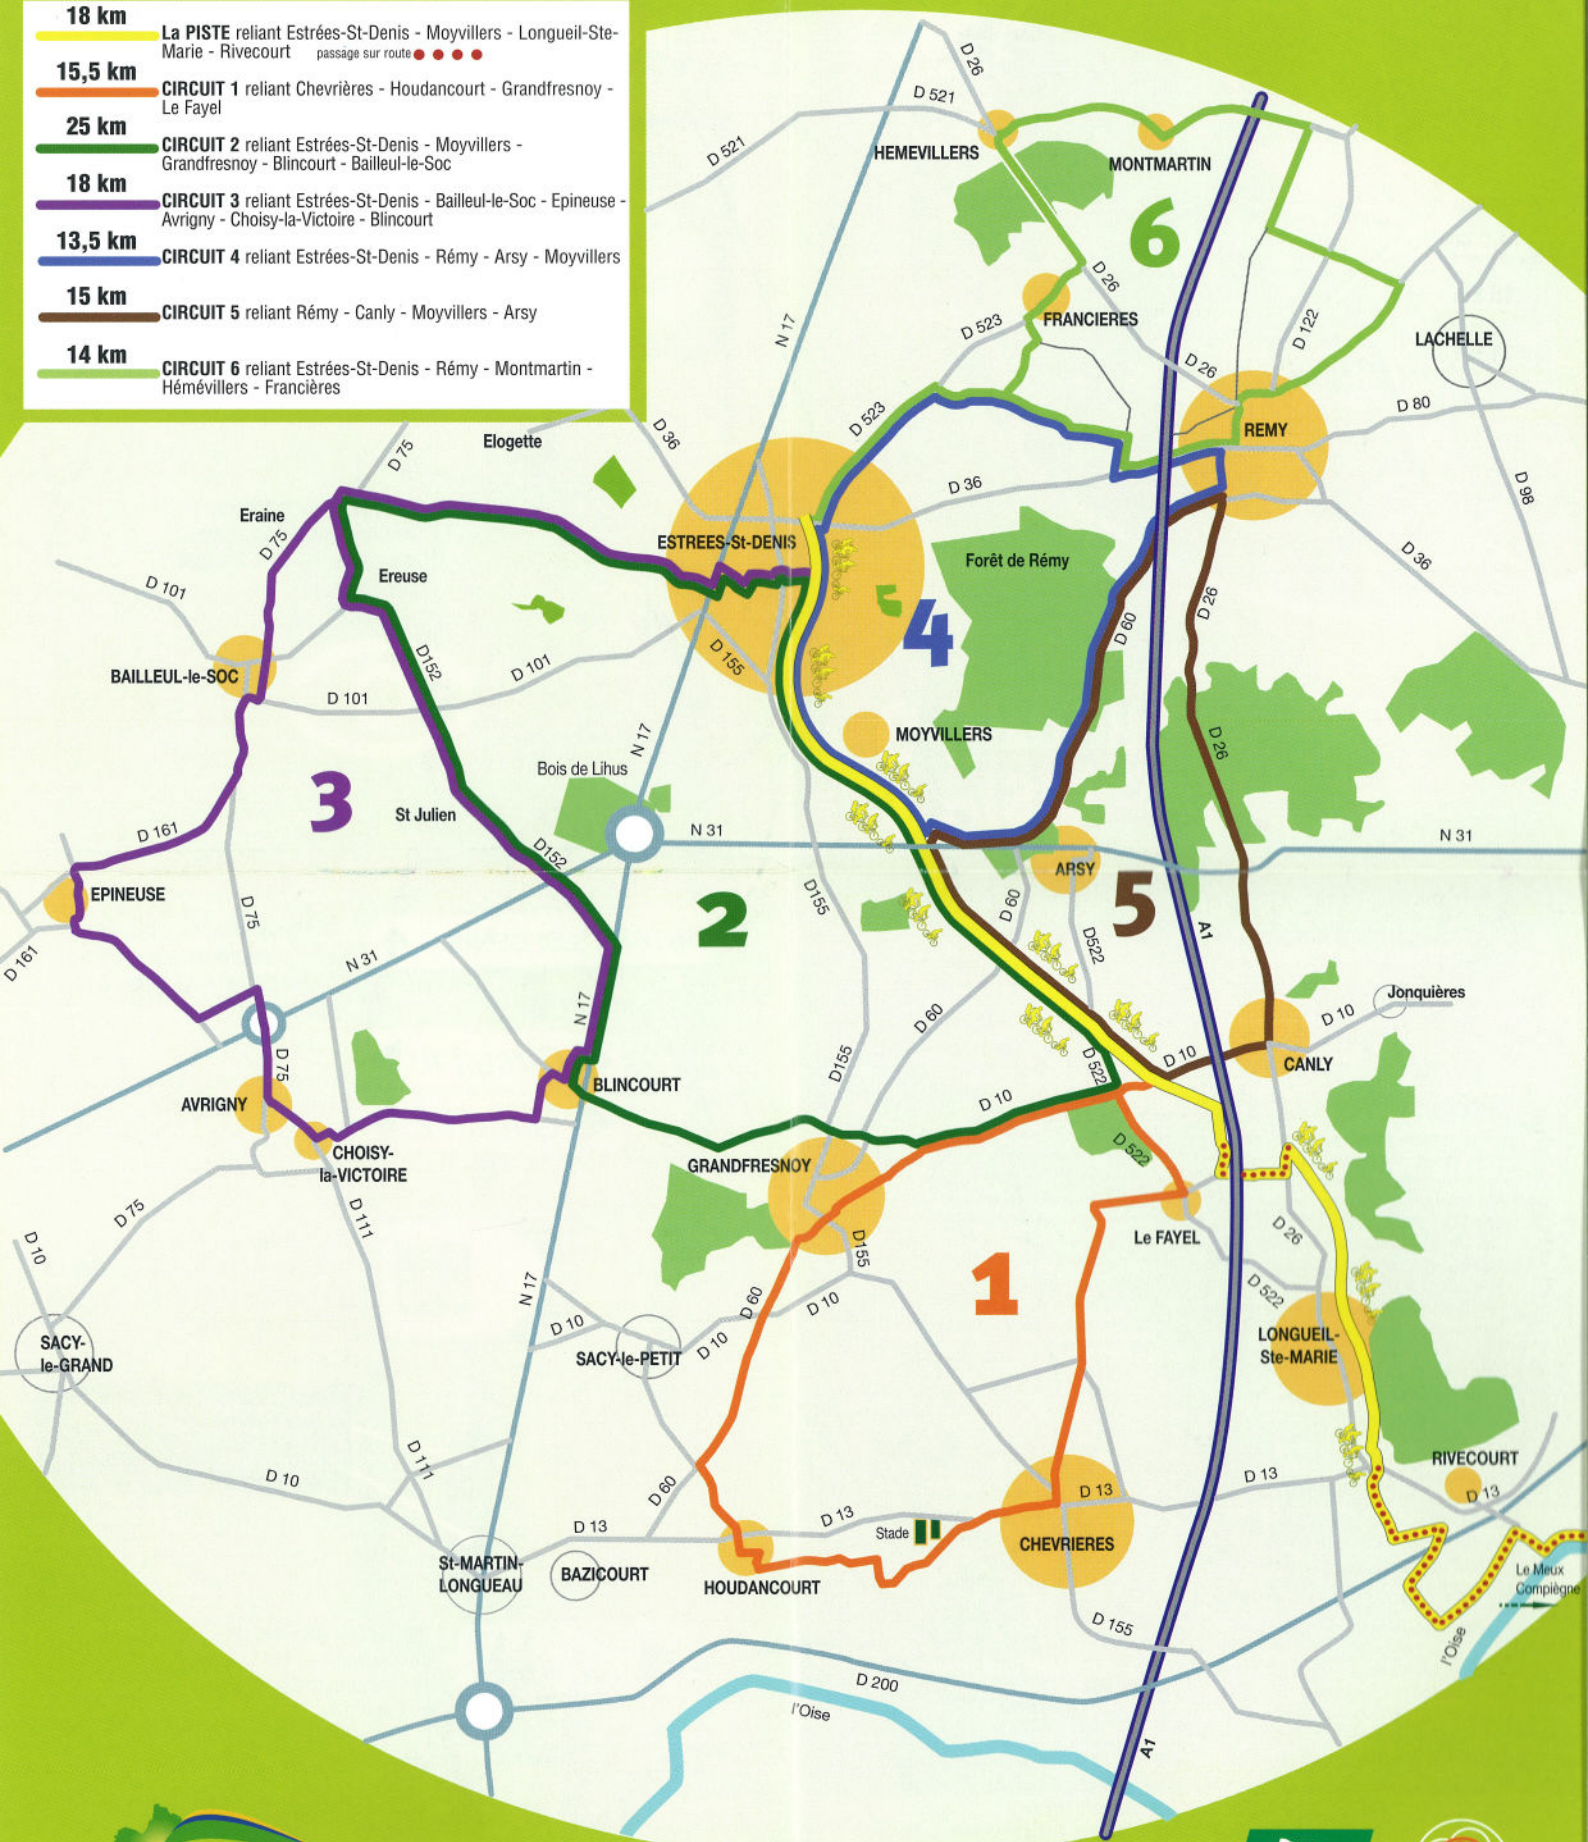 18 km
La PISTE reliant Estrées-St-Denis - Moyvillers - Longueil-Ste-
Marie - Rivecourt passage sur route
15,5 km
CIRCUIT 1 reliant Chevrières - Houdancourt - Grandfresnoy -
Le Fayel
25 km
CIRCUIT 2 reliant Estrées-St-Denis - Moyvillers -
Grandfresnoy - Blincourt - Bailleul-le-Soc
18 km
CIRCUIT 3 reliant Estrées-St-Denis - Bailleul-le-Soc - Epineuse -
Avrigny - Choisy-la-Victoire - Blincourt
13,5 km
CIRCUIT 4 reliant Estrées-St-Denis - Rémy - Arsy - Moyvillers
15 km
CIRCUIT 5 reliant Rémy - Canly - Moyvillers - Arsy
14 km
CIRCUIT 6 reliant Estrées-St-Denis - Rémy - Montmartin -
Hémévillers - Francières
D 26
D 521
D 521
HEMEVILLERS
MONTMARTIN
6
D 26
N 17
D 523
FRANCIERES
D 122
LACHELLE
D 26
D 80
D 523
REMY
Elogette
D 36
D 75
D 36
D 98
Eraine
D 75
ESTREES-St-DENIS
Forêt de Rémy
D 36
Ereuse
D 101
D 26
4
D 60
D152
D 155
D 101
BAILLEUL-le-SOC
D 101
MOYVILLERS
N 17
D 26
Bois de Lihus
3
St Julien
D 161
N 31
N 31
D152
ARSY
EPINEUSE
D155
D 60
5
2
D 75
A1
D522
D 161
N 31
Jonquières
N 17
D 60
D 10
D155
D 10
CANLY
D 75
D 522
BLINCOURT
AVRIGNY
D 10
CHOISY-
la-VICTOIRE
GRANDFRESNOY
D 522
D 75
D 111
D 10
D 26
Le FAYEL
D155
1
N 17
D 60
D 10
D 522
D 10
D 10
SACY-
le-GRAND
SACY-le-PETIT
LONGUEIL-
Ste-MARIE
D 111
RIVECOURT
D 10
D 60
D 13
D 13
D 13
D 13
D 13
Stade
CHEVRIERES
St-MARTIN-
LONGUEAU
BAZICOURT
HOUDANCOURT
Le Meux
Compiègne
D 155
l'Oise
D 200
l'Oise
A1